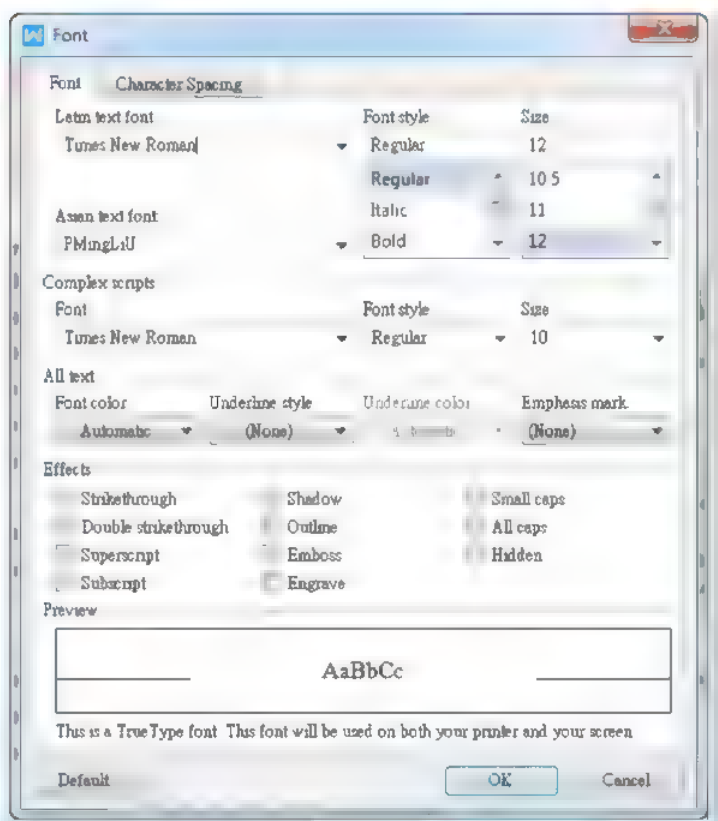 Font
Font Character Spacing
Latin text font Font style Size
Times New Roman Regular 12
Regular 10.5
Italic 11
Asian text font
PMingLiU Bold 12
Complex scripts
Font Font style Size
Times New Roman Regular 10
All text
Font color Underline style Underline color Emphasis mark
Automatic (None) Automatic (None)
Effects
Strikethrough Shadow Small caps
Double strikethrough Outline All caps
Superscript Emboss Hidden
Subscript Engrave
Preview
AaBbCc
This is a TrueType font This font will be used on both your printer and your screen
Default OK Cancel